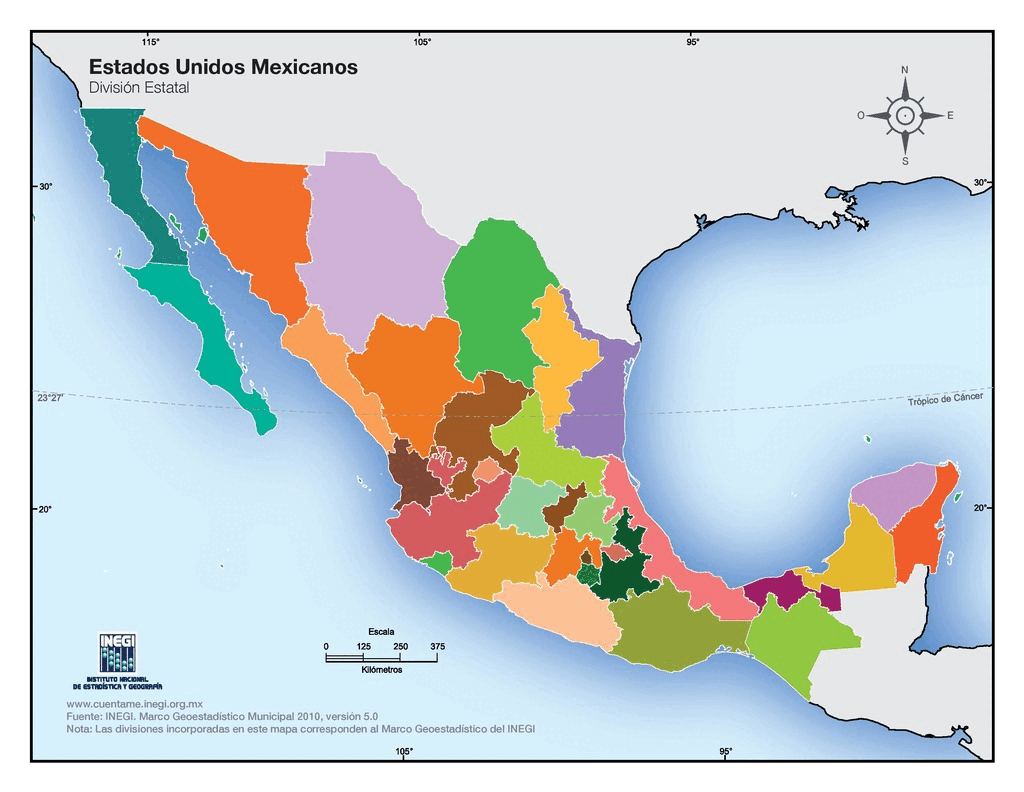 115°
105°
95°
Estados Unidos Mexicanos
División Estatal
N
O
E
S
30°
30°
23°27'
Trópico de Cáncer
20°
20°
INEGI
INSTITUTO NACIONAL
DE ESTADÍSTICA Y GEOGRAFÍA
Escala
0 125 250 375
Kilómetros
www.cuentame.inegi.org.mx
Fuente: INEGI. Marco Geoestadístico Municipal 2010, versión 5.0
Nota: Las divisiones incorporadas en este mapa corresponden al Marco Geoestadístico del INEGI
105°
95°